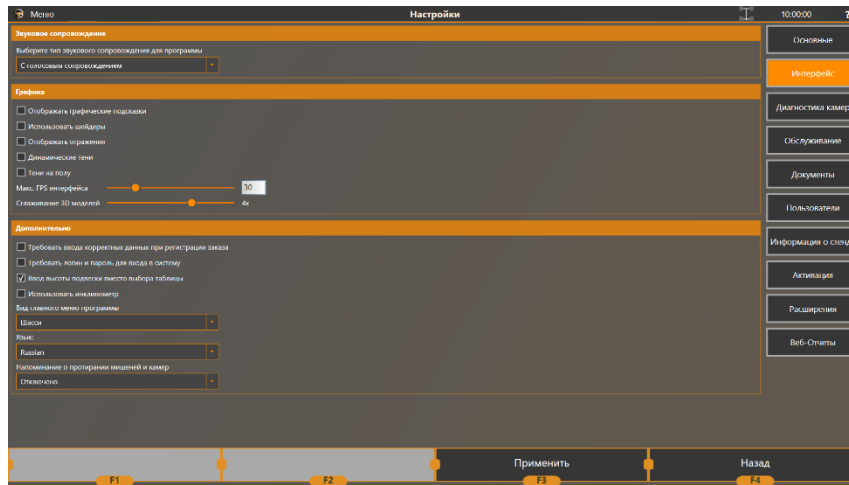 Меню
Настройки
10:00:00
?
Звуковое сопровождение
Выберите тип звукового сопровождения для программы
С голосовым сопровождением
Графика
Отображать графические подсказки
Использовать шейдеры
Отображать отражения
Динамические тени
Тени на полу
Макс. FPS интерфейса
30
Сглаживание 3D моделей
4x
Дополнительно
Требовать ввода корректных данных при регистрации заказа
Требовать логин и пароль для входа в систему
Ввод высоты подвески вместо выбора таблицы
Использовать инклинометр
Вид главного меню программы
Шасси
Язык:
Russian
Напоминание о протирании мишеней и камер
Отключено
Основные
Интерфейс
Диагностика камер
Обслуживание
Документы
Пользователи
Информация о стенд
Активация
Расширения
Веб-Отчеты
F1
F2
Применить
F3
Назад
F4